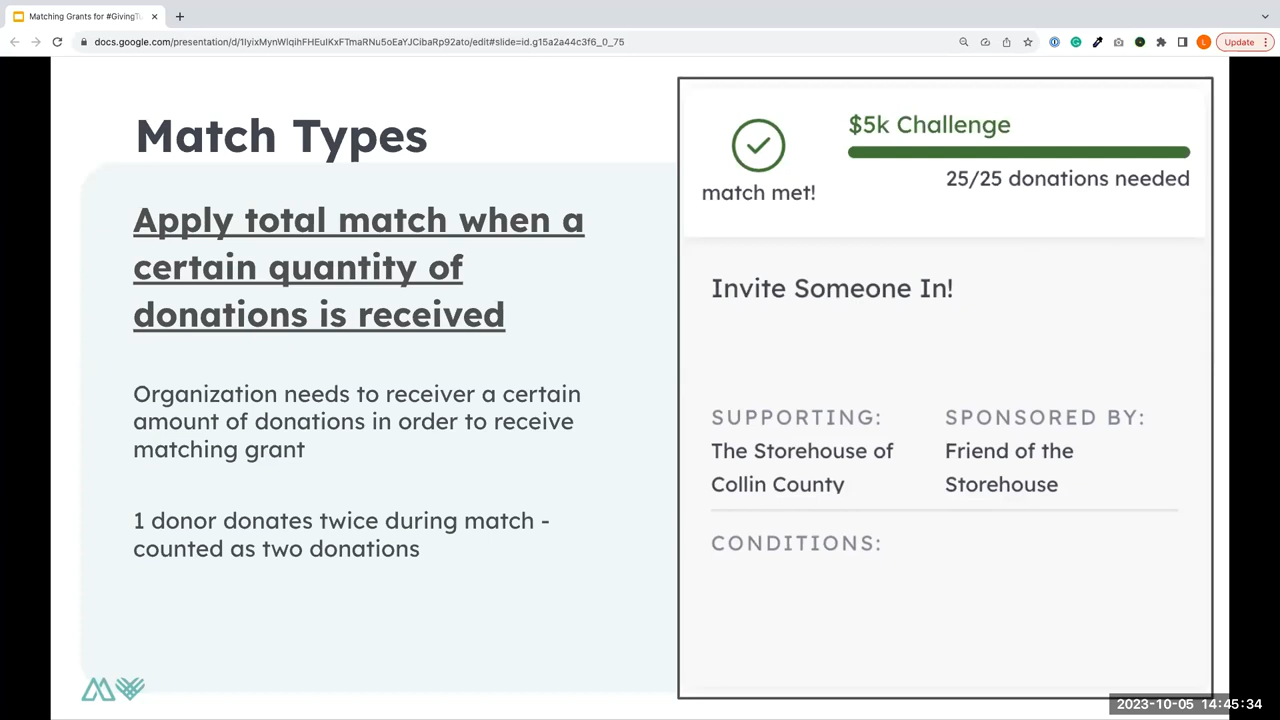 Matching Grants for #GivingTu
docs.google.com/presentation/d/1IyixMynWlqihFHEuIKxFTmaRNu5oEaYJCibaRp92ato/edit#slide=id.g15a2a44c3f6_0_75
L
Update
Match Types
Apply total match when a
certain quantity of
donations is received
Organization needs to receiver a certain
amount of donations in order to receive
matching grant
1 donor donates twice during match -
counted as two donations
match met!
$5k Challenge
25/25 donations needed
Invite Someone In!
SUPPORTING:
The Storehouse of
Collin County
SPONSORED BY:
Friend of the
Storehouse
CONDITIONS:
2023-10-05 14:45:34